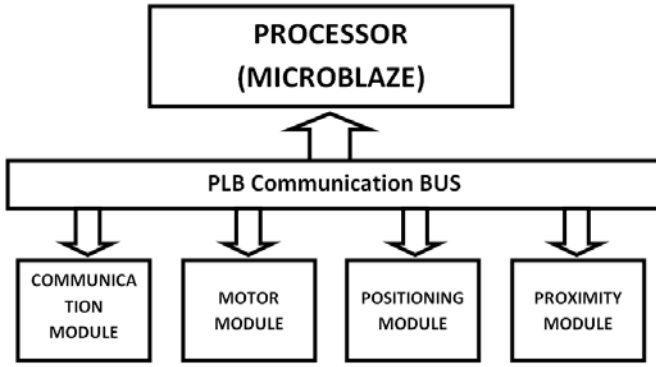 PROCESSOR
(MICROBLAZE)
PLB Communication BUS
COMMUNICA
TION
MODULE
MOTOR
MODULE
POSITIONING
MODULE
PROXIMITY
MODULE